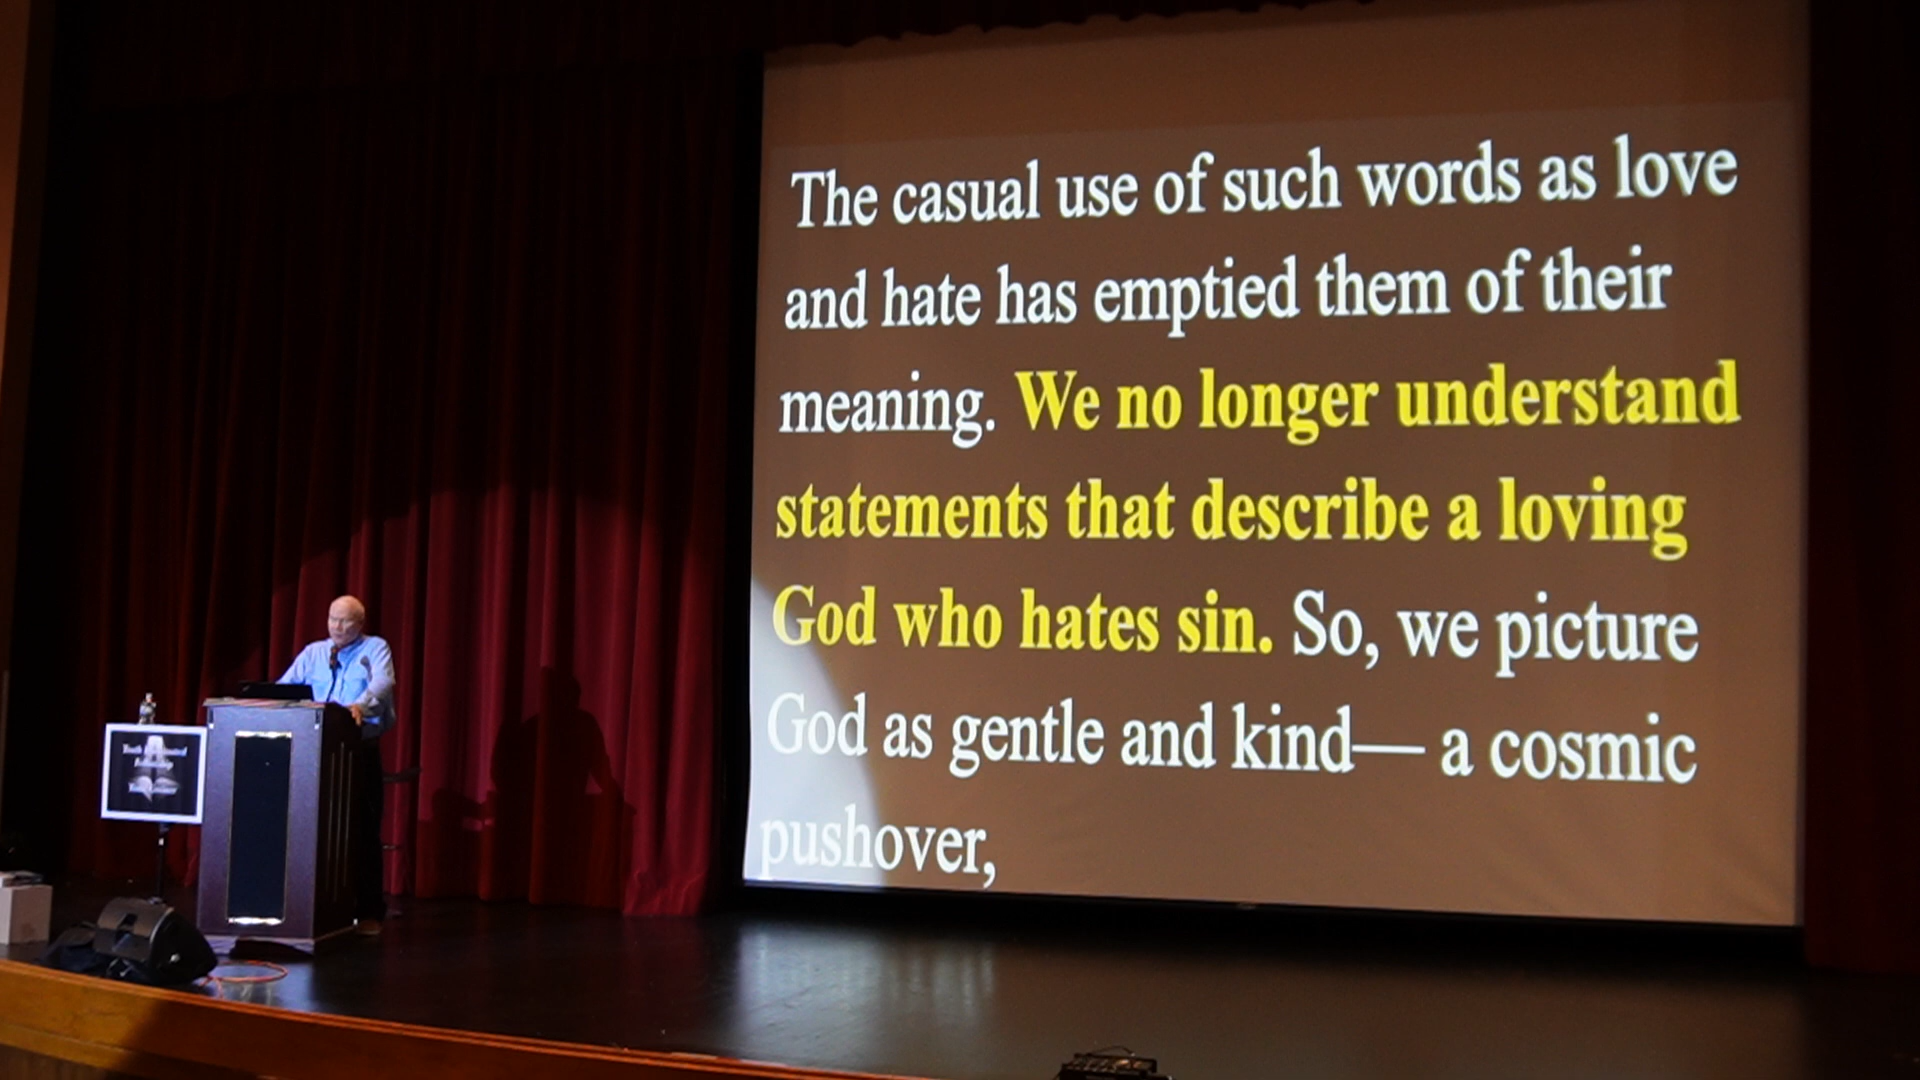 The casual use of such words as love
and hate has emptied them of their
meaning. We no longer understand
statements that describe a loving
God who hates sin. So, we picture
God as gentle and kind— a cosmic
pushover,